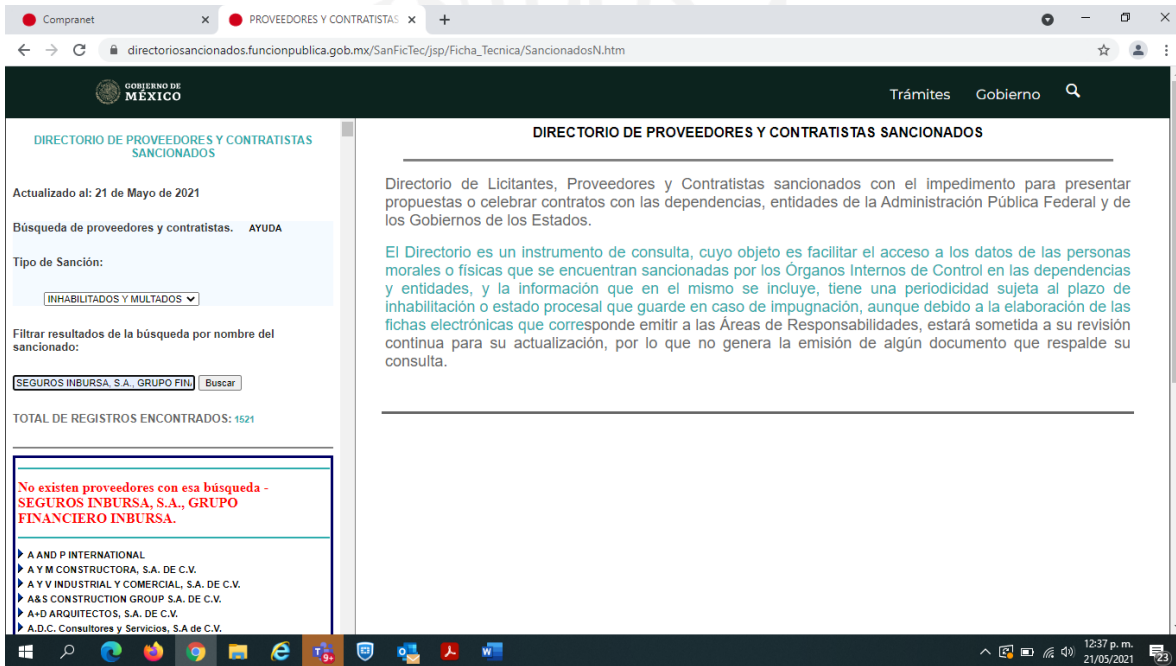 Compranet
PROVEEDORES Y CONTRATISTAS
directoriosancionados.funcionpublica.gob.mx/SanFicTec/jsp/Ficha_Tecnica/SancionadosN.htm
GOBIERNO DE
MÉXICO
Trámites Gobierno
DIRECTORIO DE PROVEEDORES Y CONTRATISTAS
SANCIONADOS
Actualizado al: 21 de Mayo de 2021
Búsqueda de proveedores y contratistas. AYUDA
Tipo de Sanción:
INHABILITADOS Y MULTADOS
Filtrar resultados de la búsqueda por nombre del
sancionado:
SEGUROS INBURSA, S.A., GRUPO FIN
Buscar
TOTAL DE REGISTROS ENCONTRADOS: 1521
No existen proveedores con esa búsqueda -
SEGUROS INBURSA, S.A., GRUPO
FINANCIERO INBURSA.
A AND P INTERNATIONAL
A Y M CONSTRUCTORA, S.A. DE C.V.
A Y V INDUSTRIAL Y COMERCIAL, S.A. DE C.V.
A&S CONSTRUCTION GROUP S.A. DE C.V.
A+D ARQUITECTOS, S.A. DE C.V.
A.D.C. Consultores y Servicios, S.A de C.V.
DIRECTORIO DE PROVEEDORES Y CONTRATISTAS SANCIONADOS
Directorio de Licitantes, Proveedores y Contratistas sancionados con el impedimento para presentar
propuestas o celebrar contratos con las dependencias, entidades de la Administración Pública Federal y de
los Gobiernos de los Estados.
El Directorio es un instrumento de consulta, cuyo objeto es facilitar el acceso a los datos de las personas
morales o físicas que se encuentran sancionadas por los Órganos Internos de Control en las dependencias
y entidades, y la información que en el mismo se incluye, tiene una periodicidad sujeta al plazo de
inhabilitación o estado procesal que guarde en caso de impugnación, aunque debido a la elaboración de las
fichas electrónicas que corresponde emitir a las Áreas de Responsabilidades, estará sometida a su revisión
continua para su actualización, por lo que no genera la emisión de algún documento que respalde su
consulta.
12:37 p. m.
21/05/2021